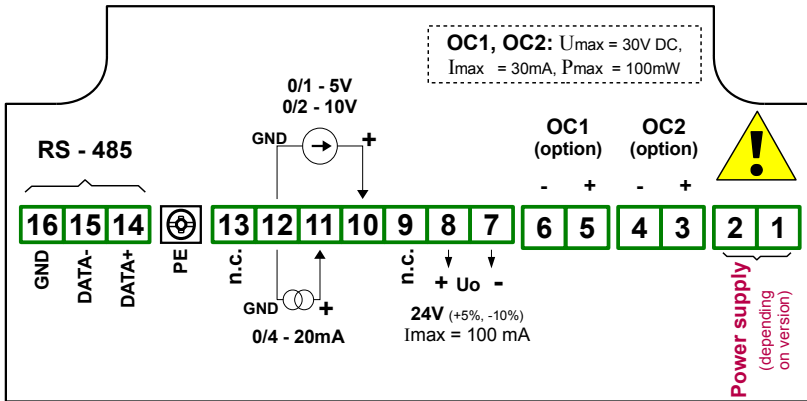 OC1, OC2: Umax = 30V DC,
Imax = 30mA, Pmax = 100mW
0/1 - 5V
0/2 - 10V
GND
+
RS - 485
OC1
(option)
- +
OC2
(option)
- +
16 15 14 13 12 11 10 9 8 7 6 5 4 3 2 1
GND
DATA-
DATA+
PE
n.c.
GND
+
0/4 - 20mA
n.c.
+ Uo -
24V (+5%, -10%)
Imax = 100 mA
Power supply
(depending
on version)